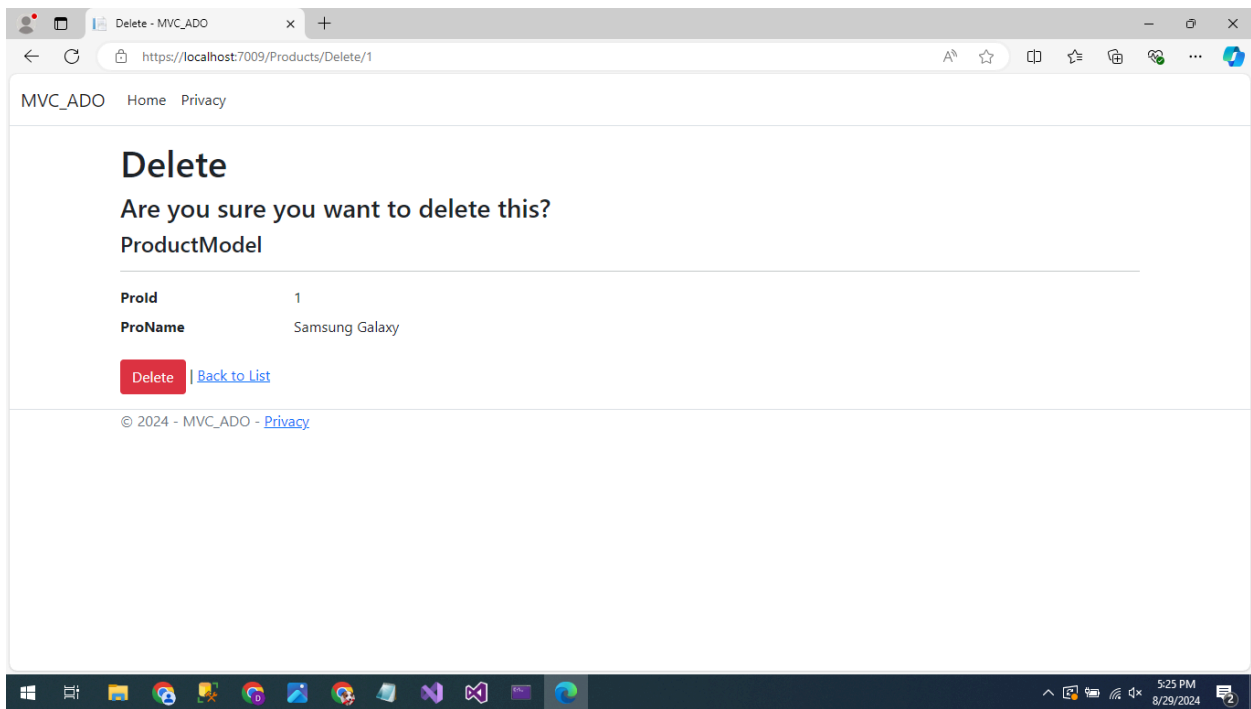 Delete - MVC_ADO
https://localhost:7009/Products/Delete/1
MVC_ADO Home Privacy
Delete
Are you sure you want to delete this?
ProductModel
ProId 1
ProName Samsung Galaxy
Delete | Back to List
© 2024 - MVC_ADO - Privacy
5:25 PM
8/29/2024
2